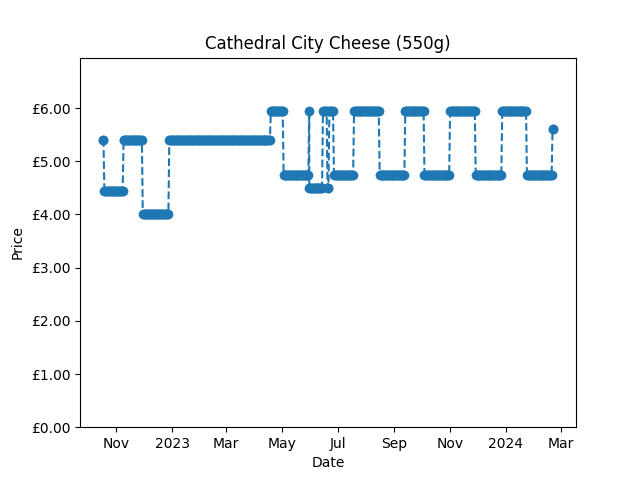 Cathedral City Cheese (550g)
£6.00
£5.00
£4.00
£3.00
£2.00
£1.00
£0.00
Price
Nov 2023 Mar May Jul Sep Nov 2024 Mar
Date